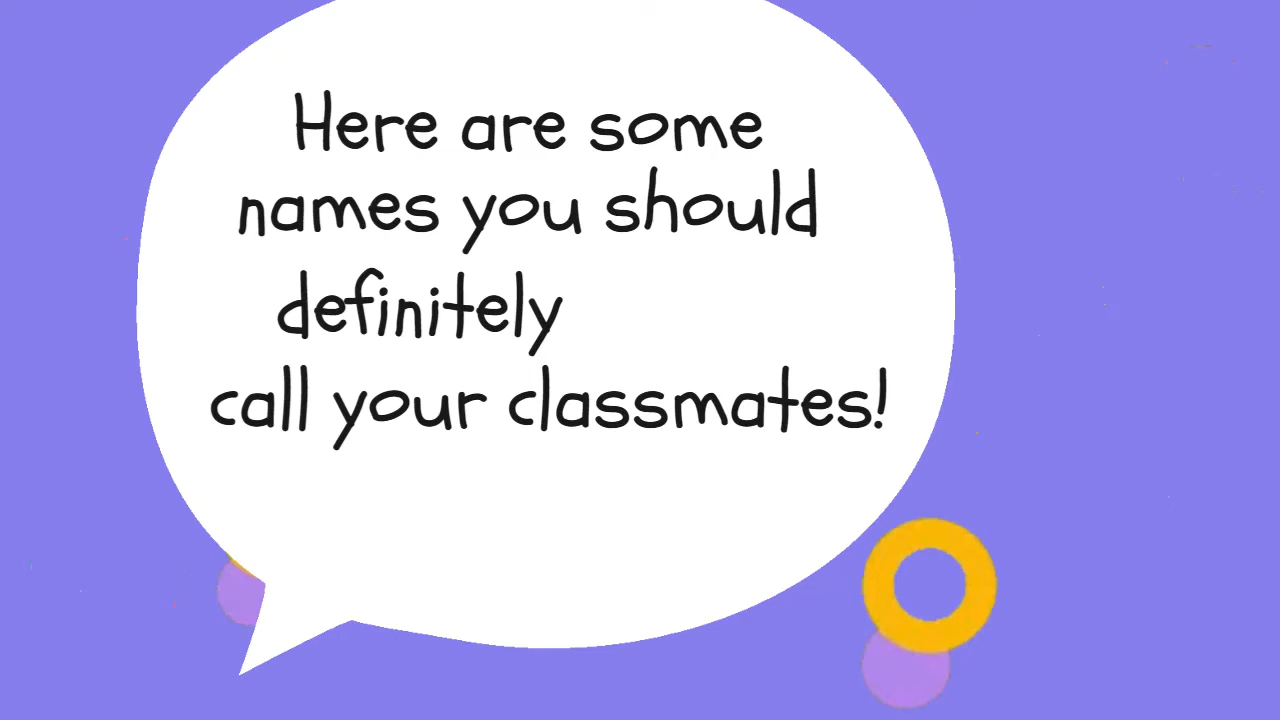 Here are some
names you should
definitely
call your classmates!